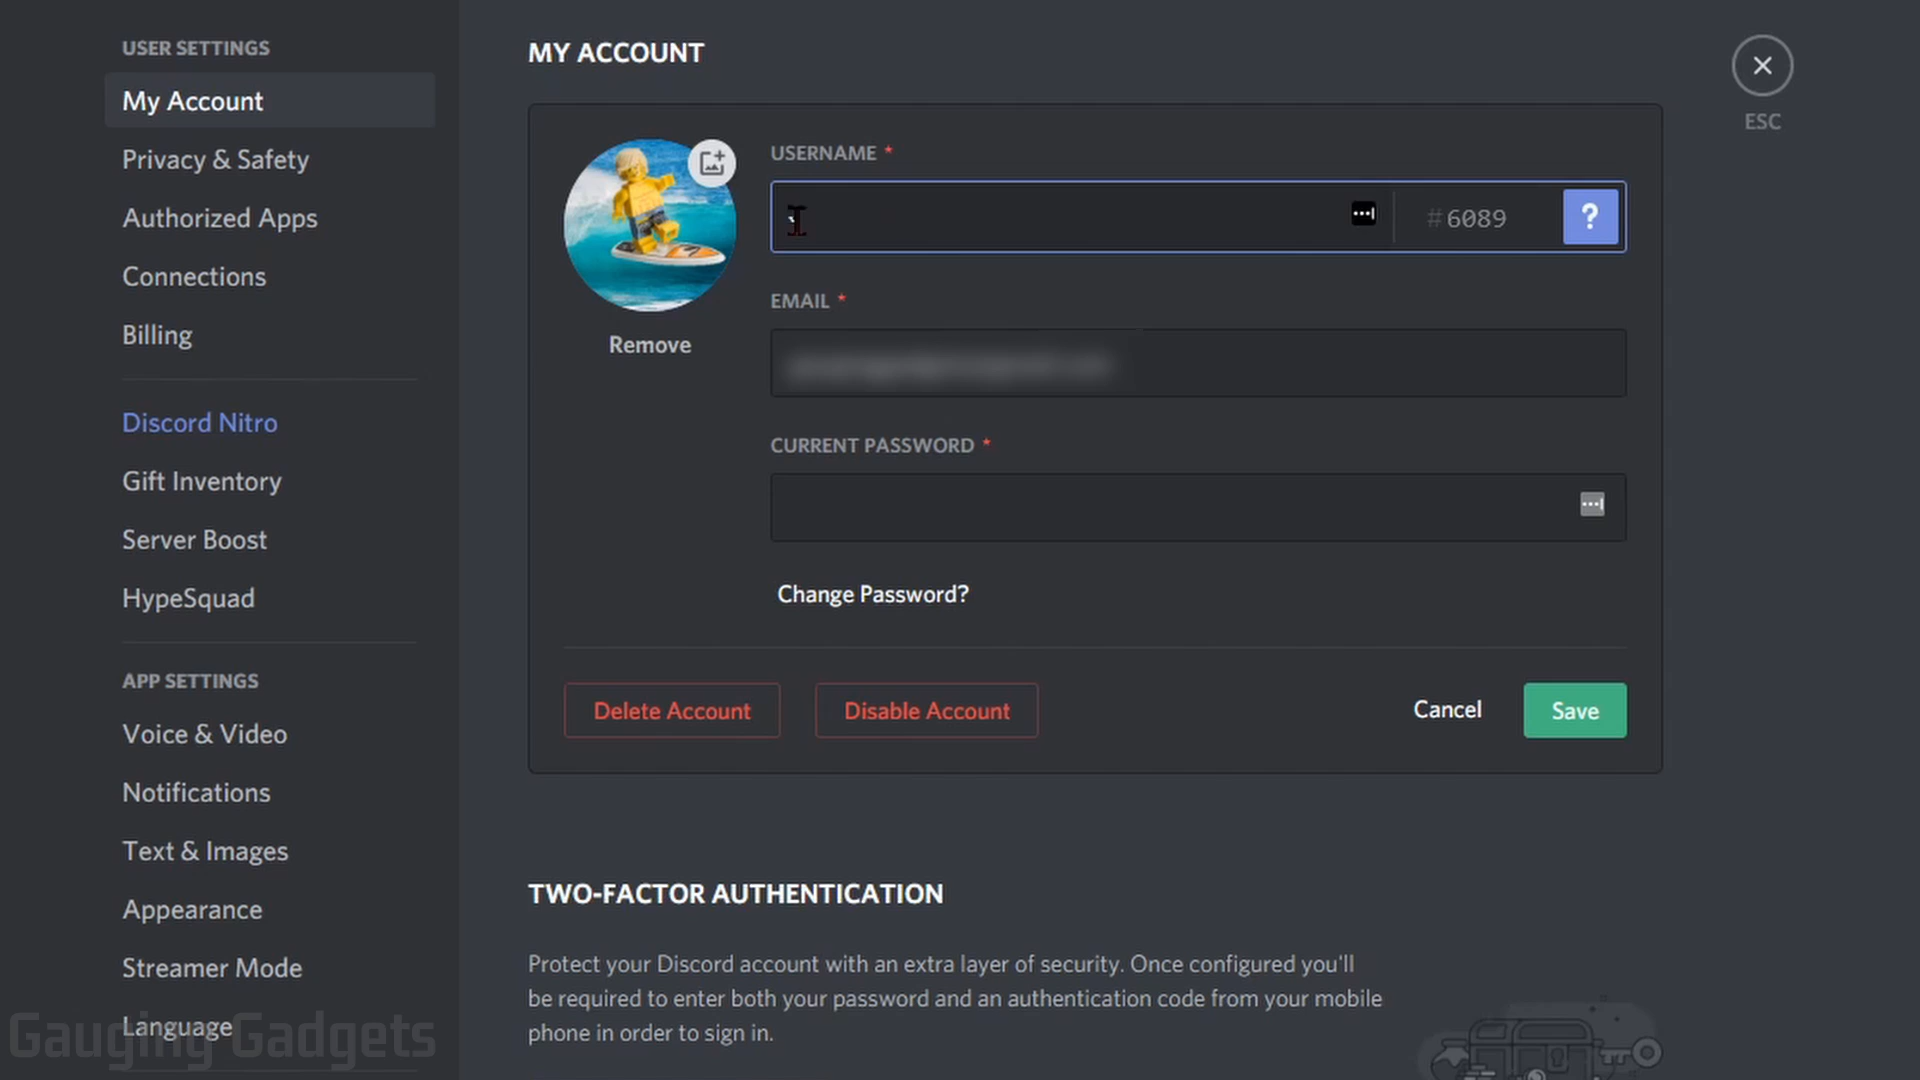 USER SETTINGS
My Account
Privacy & Safety
Authorized Apps
Connections
Billing
Discord Nitro
Gift Inventory
Server Boost
HypeSquad
APP SETTINGS
Voice & Video
Notifications
Text & Images
Appearance
Streamer Mode
Language
Gauging Gadgets
MY ACCOUNT
Remove
USERNAME *
#6089
?
EMAIL *
CURRENT PASSWORD *
Change Password?
Delete Account
Disable Account
Cancel
Save
TWO-FACTOR AUTHENTICATION
Protect your Discord account with an extra layer of security. Once configured you'll
be required to enter both your password and an authentication code from your mobile
phone in order to sign in.
ESC